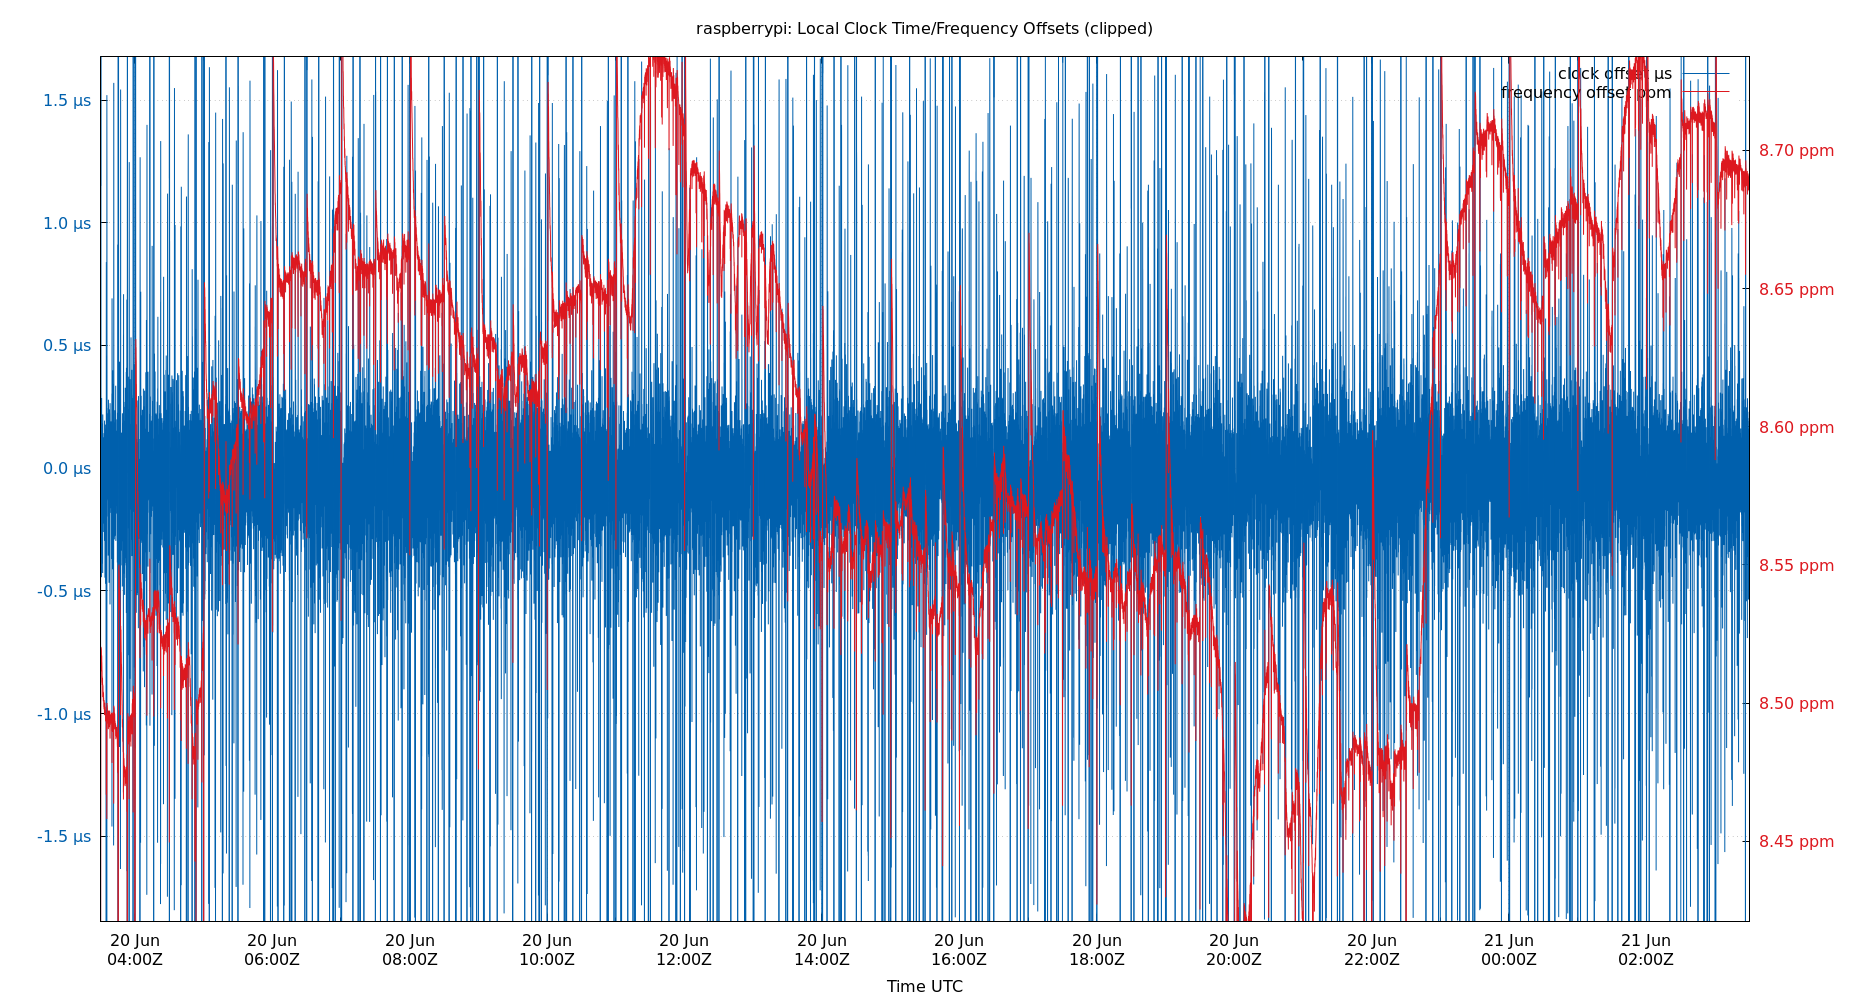 raspberrypi: Local Clock Time/Frequency Offsets (clipped)
clock offset µs
frequency offset ppm
1.5 µs
1.0 µs
0.5 µs
0.0 µs
-0.5 µs
-1.0 µs
-1.5 µs
8.70 ppm
8.65 ppm
8.60 ppm
8.55 ppm
8.50 ppm
8.45 ppm
20 Jun 20 Jun 20 Jun 20 Jun 20 Jun 20 Jun 20 Jun 20 Jun 20 Jun 20 Jun 21 Jun 21 Jun
04:00Z 06:00Z 08:00Z 10:00Z 12:00Z 14:00Z 16:00Z 18:00Z 20:00Z 22:00Z 00:00Z 02:00Z
Time UTC